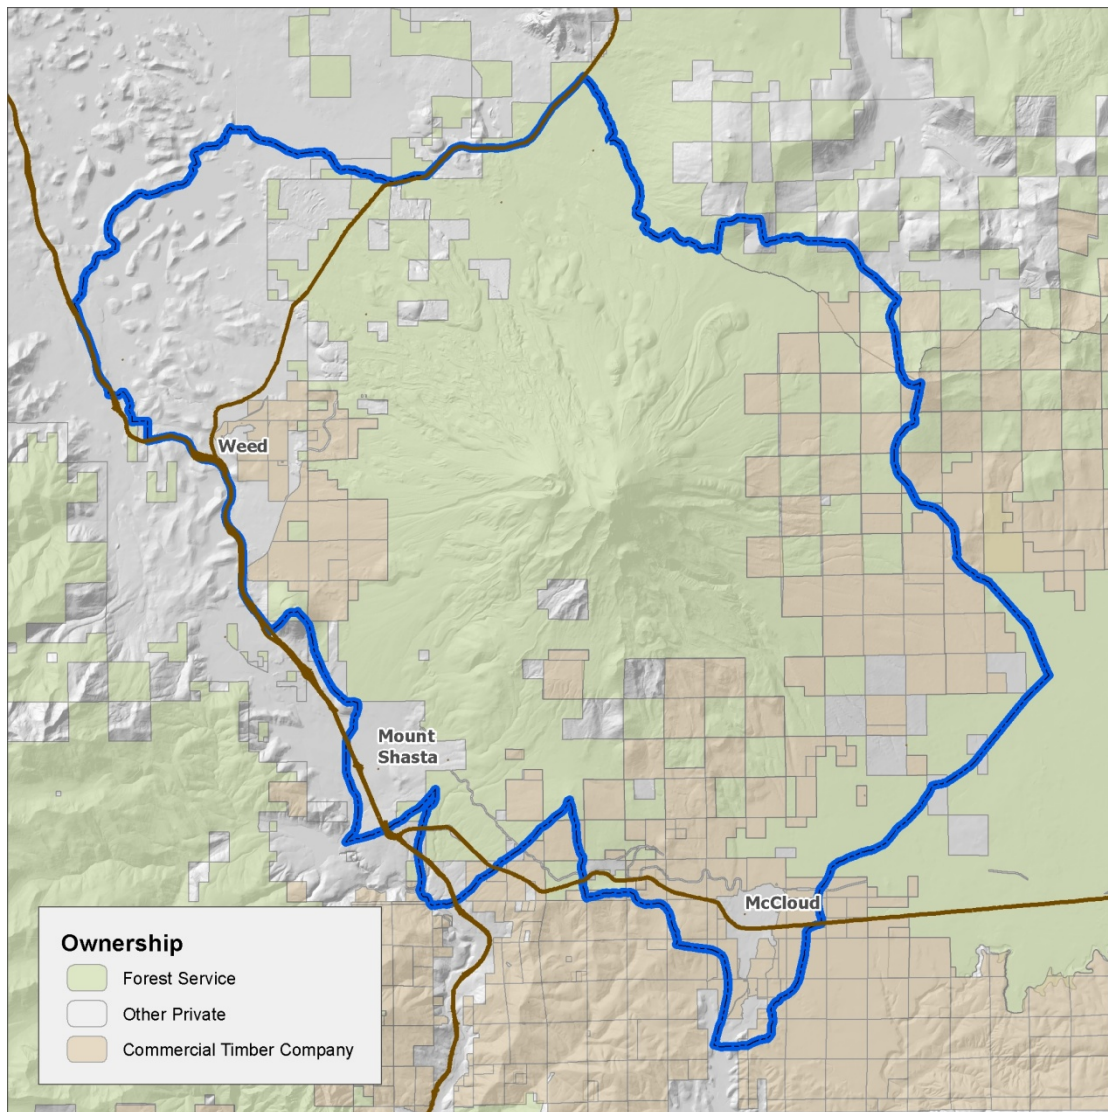 Weed
Mount
Shasta
McCloud
Ownership
Forest Service
Other Private
Commercial Timber Company